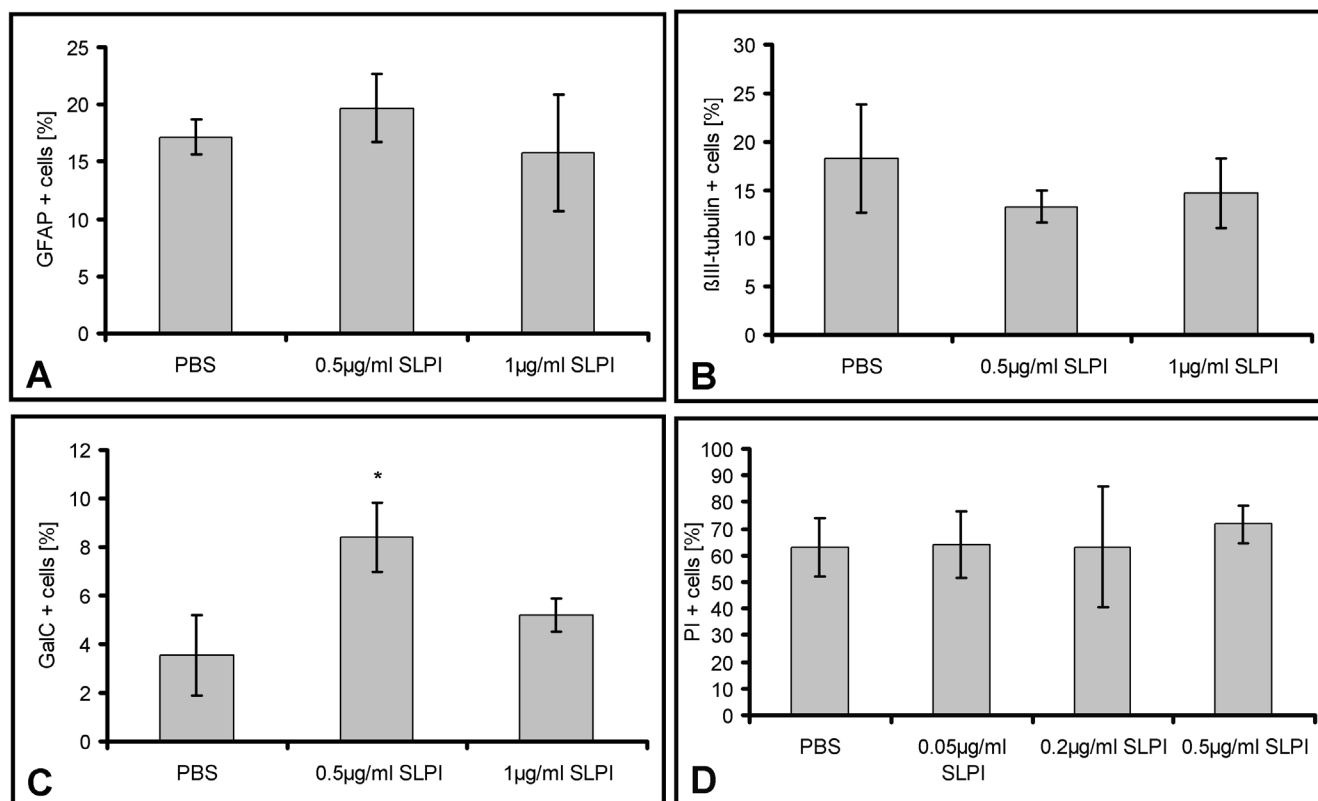 25
20
15
10
5
0
GFAP + cells [%]
PBS
0.5µg/ml SLPI
1µg/ml SLPI
A
30
25
20
15
10
5
0
ßIII-tubulin + cells [%]
PBS
0.5µg/ml SLPI
1µg/ml SLPI
B
12
10
8
6
4
2
0
GalC + cells [%]
*
PBS
0.5µg/ml SLPI
1µg/ml SLPI
C
100
90
80
70
60
50
40
30
20
10
0
PI + cells [%]
PBS
0.05µg/ml
SLPI
0.2µg/ml SLPI
0.5µg/ml SLPI
D